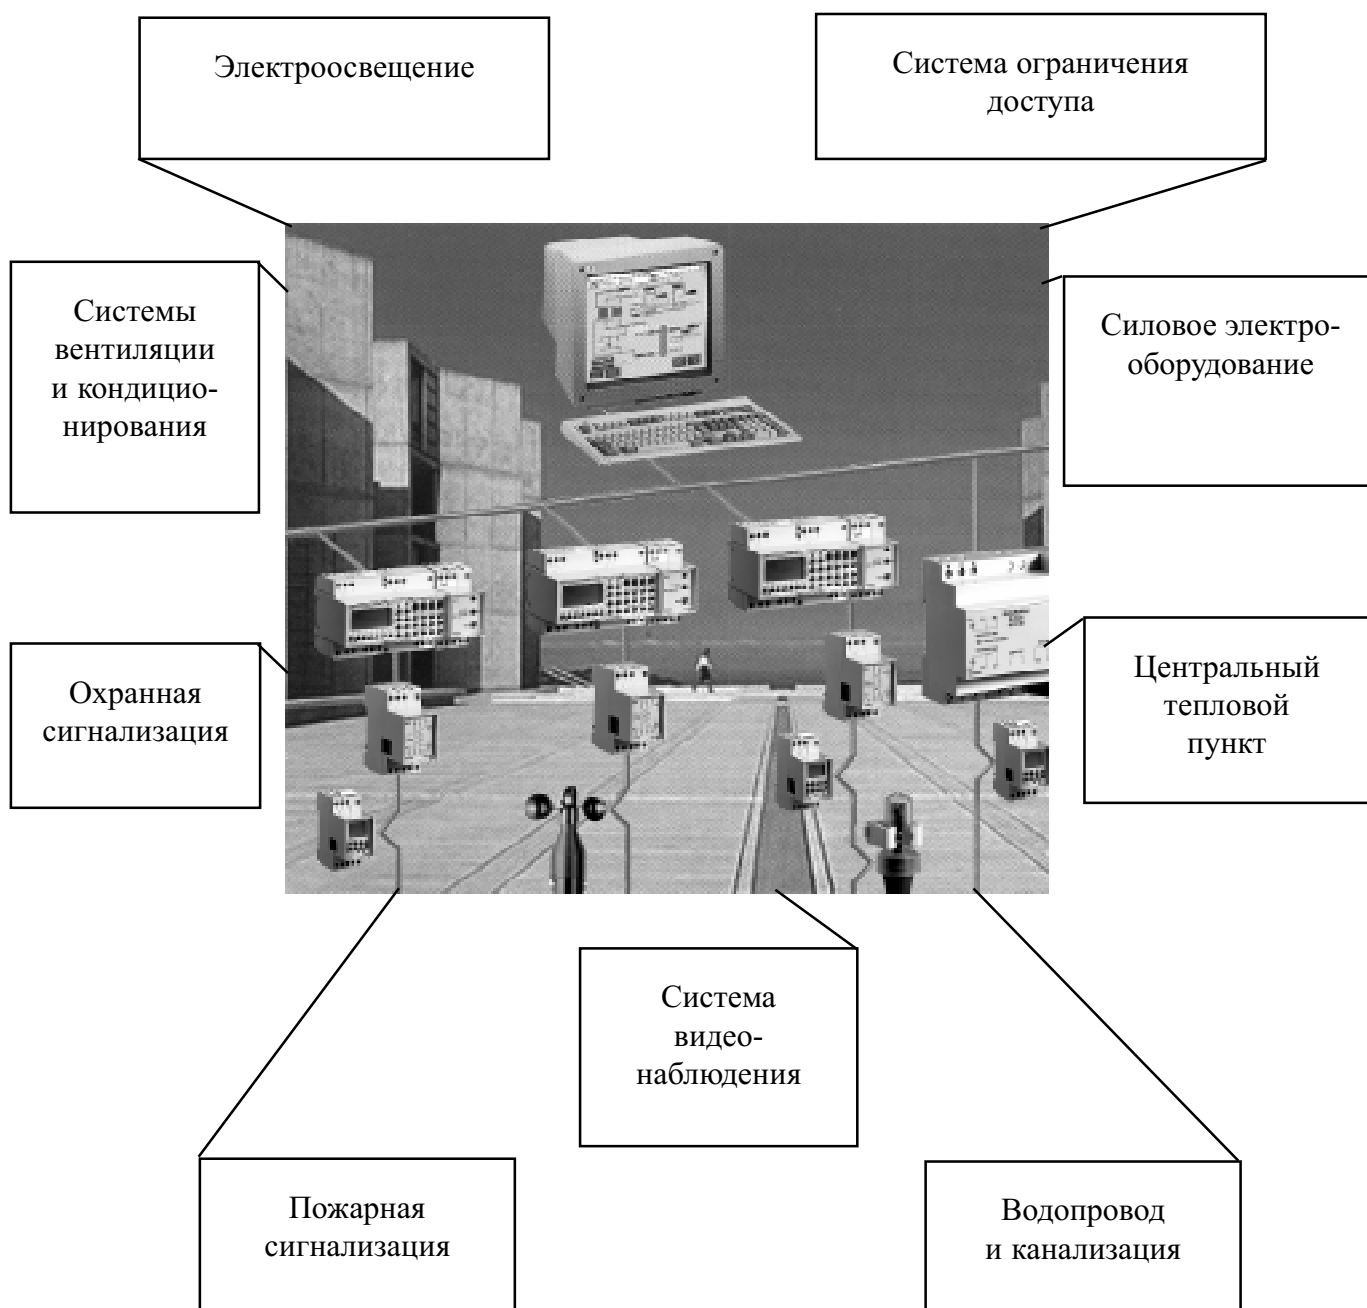 Электроосвещение
Система ограничения
доступа
Системы
вентиляции
и кондицио-
нирования
Силовое электро-
оборудование
Охранная
сигнализация
Центральный
тепловой
пункт
Система
видео-
наблюдения
Пожарная
сигнализация
Водопровод
и канализация